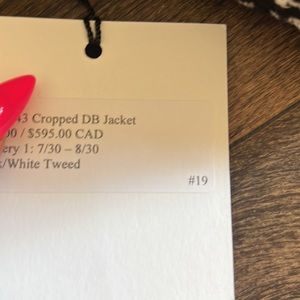 43 Cropped DB Jacket
00 / $595.00 CAD
ery 1: 7/30 – 8/30
/White Tweed
#19